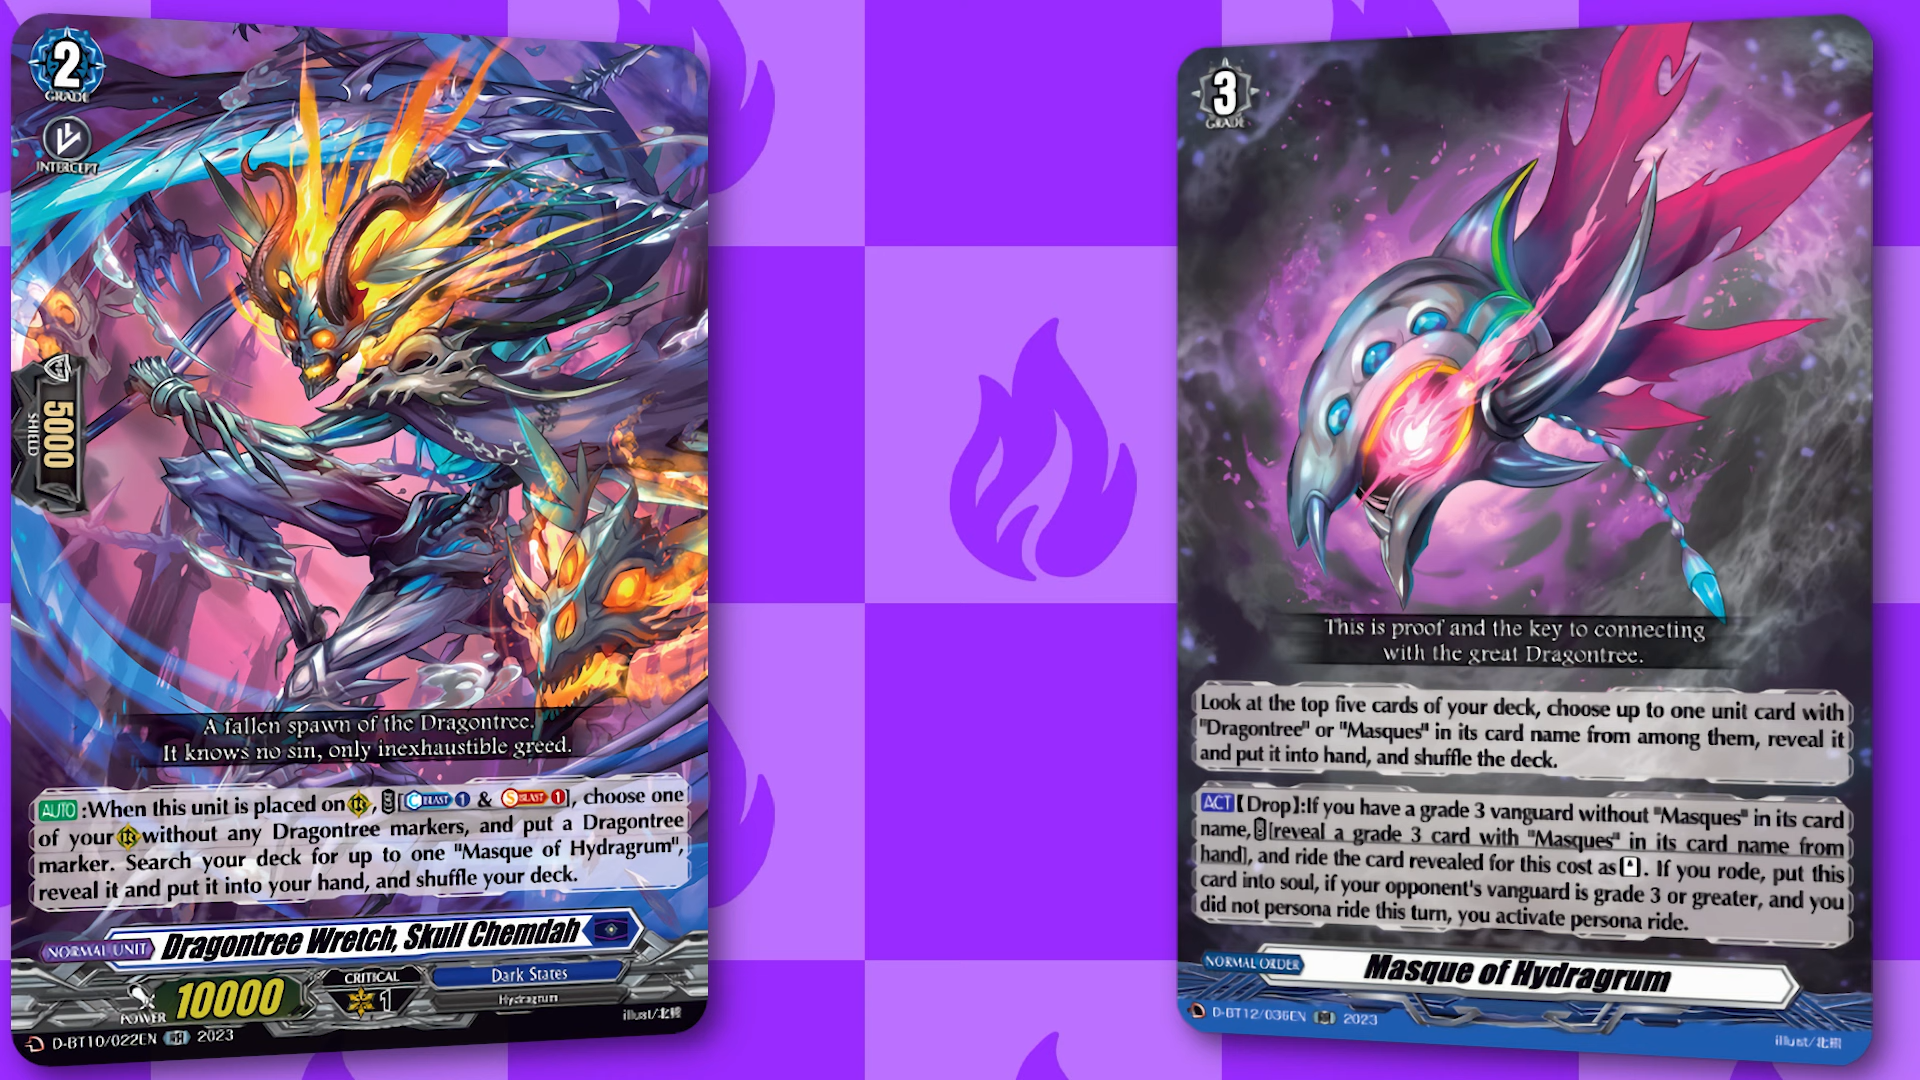 2
GRADE
INTERCEPT
5000
SHIELD
A fallen spawn of the Dragontree.
It knows no sin, only inexhaustible greed.
AUTO :When this unit is placed on R, [C BLAST 1 & S BLAST 1], choose one
of your R without any Dragontree markers, and put a Dragontree
marker. Search your deck for up to one "Masque of Hydragrum",
reveal it and put it into your hand, and shuffle your deck.
NORMAL UNIT Dragontree Wretch, Skull Chemdah
POWER 10000 CRITICAL 1
Dark States
Hydragrum
D-BT10/022EN 2023
illust/北熊
3
GRADE
This is proof and the key to connecting
with the great Dragontree.
Look at the top five cards of your deck, choose up to one unit card with
"Dragontree" or "Masques" in its card name from among them, reveal it
and put it into hand, and shuffle the deck.
ACT【Drop】:If you have a grade 3 vanguard without "Masques" in its card
name, [reveal a grade 3 card with "Masques" in its card name from
hand], and ride the card revealed for this cost as. If you rode, put this
card into soul, if your opponent's vanguard is grade 3 or greater, and you
did not persona ride this turn, you activate persona ride.
NORMAL ORDER Masque of Hydragrum
D-BT12/036EN 2023
illust/北熊